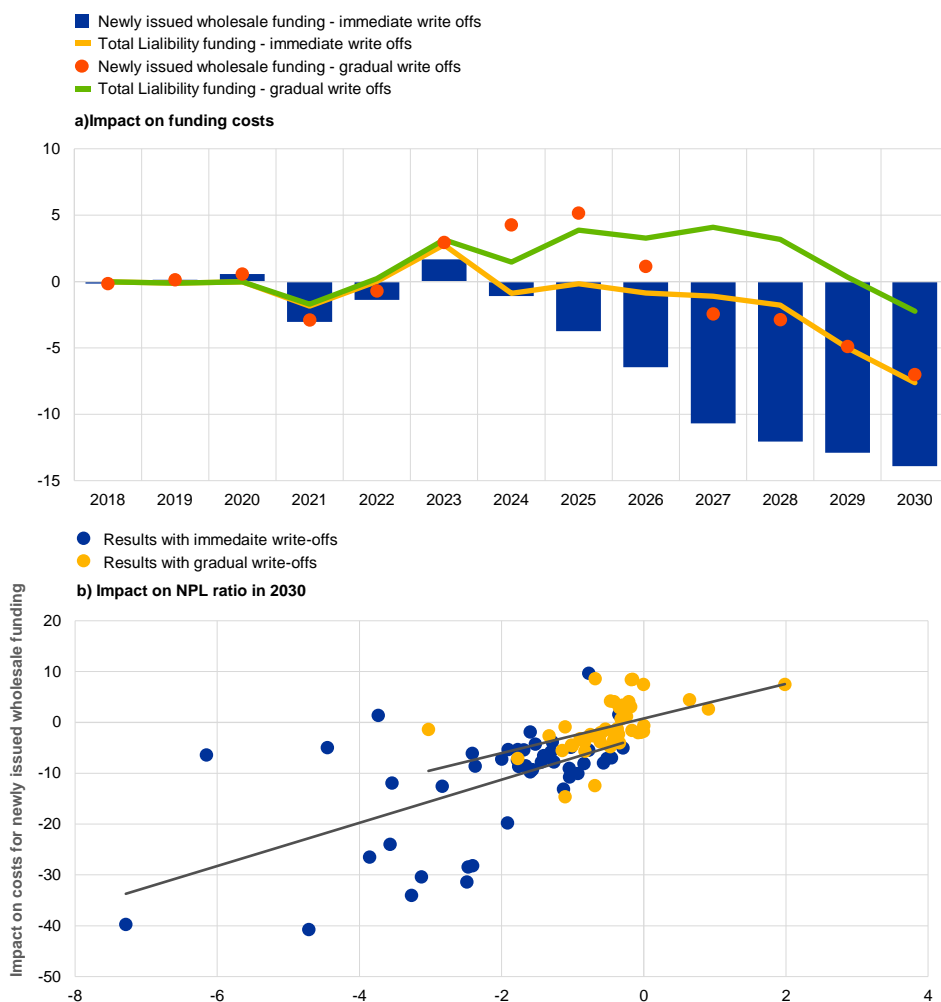 Newly issued wholesale funding - immediate write offs
Total Lialibility funding - immediate write offs
Newly issued wholesale funding - gradual write offs
Total Lialibility funding - gradual write offs
a)Impact on funding costs
10
5
0
-5
-10
-15
2018 2019 2020 2021 2022 2023 2024 2025 2026 2027 2028 2029 2030
Results with immedaite write-offs
Results with gradual write-offs
b) Impact on NPL ratio in 2030
Impact on costs for newly issued wholesale funding
20
10
0
-10
-20
-30
-40
-50
-8 -6 -4 -2 0 2 4